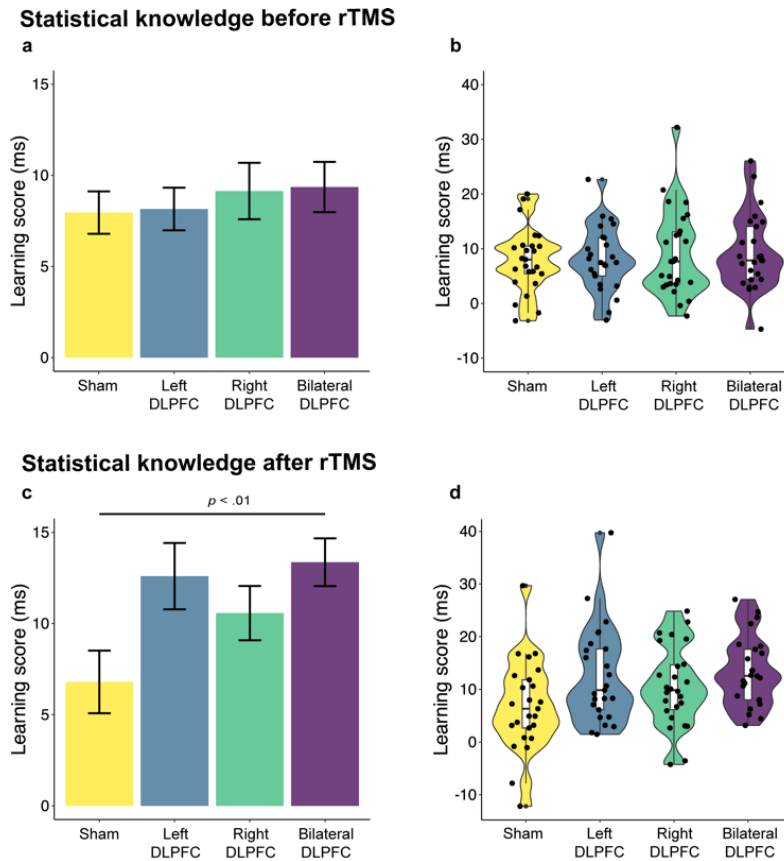 Statistical knowledge before rTMS
a
Learning score (ms)
15
10
5
0
Sham
Left
DLPFC
Right
DLPFC
Bilateral
DLPFC
b
Learning score (ms)
40
30
20
10
0
-10
Sham
Left
DLPFC
Right
DLPFC
Bilateral
DLPFC
Statistical knowledge after rTMS
c
p < .01
Learning score (ms)
15
10
5
0
Sham
Left
DLPFC
Right
DLPFC
Bilateral
DLPFC
d
Learning score (ms)
40
30
20
10
0
-10
Sham
Left
DLPFC
Right
DLPFC
Bilateral
DLPFC